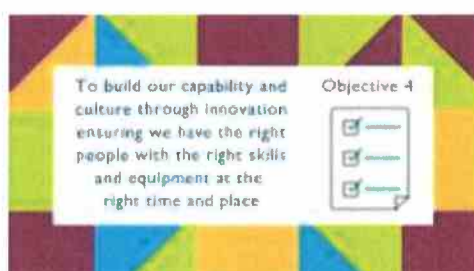 To build our capability and
culture through innovation
ensuring we have the right
people with the right skills
and equipment at the
right time and place
Objective 4